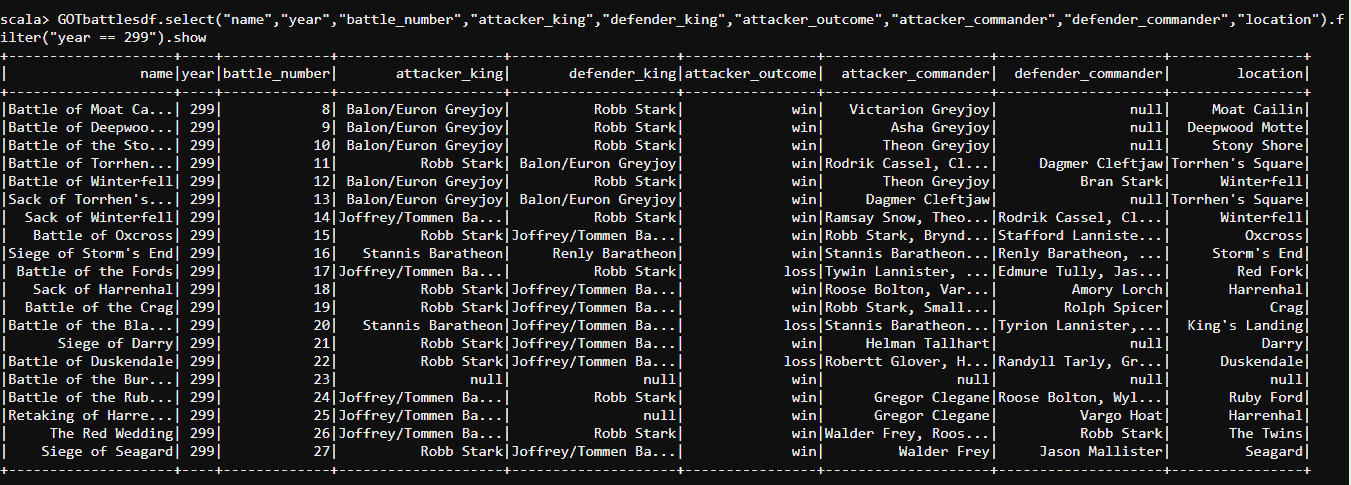 scala> GOTbattlesdf.select("name","year","battle_number","attacker_king","defender_king","attacker_outcome","attacker_commander","defender_commander","location").f
ilter("year == 299").show
+--------------------+----+-------------+--------------------+--------------------+----------------+--------------------+--------------------+----------------+
|                name|year|battle_number|       attacker_king|       defender_king|attacker_outcome|  attacker_commander|  defender_commander|        location|
+--------------------+----+-------------+--------------------+--------------------+----------------+--------------------+--------------------+----------------+
|Battle of Moat Ca...| 299|            8| Balon/Euron Greyjoy|          Robb Stark|             win|   Victarion Greyjoy|                null|     Moat Cailin|
|Battle of Deepwoo...| 299|            9| Balon/Euron Greyjoy|          Robb Stark|             win|        Asha Greyjoy|                null|  Deepwood Motte|
|Battle of the Sto...| 299|           10| Balon/Euron Greyjoy|          Robb Stark|             win|       Theon Greyjoy|                null|     Stony Shore|
|Battle of Torrhen...| 299|           11|          Robb Stark| Balon/Euron Greyjoy|             win|Rodrik Cassel, Cl...|    Dagmer Cleftjaw|Torrhen's Square|
|Battle of Winterfell| 299|           12| Balon/Euron Greyjoy|          Robb Stark|             win|       Theon Greyjoy|          Bran Stark|      Winterfell|
|Sack of Torrhen's...| 299|           13| Balon/Euron Greyjoy| Balon/Euron Greyjoy|             win|     Dagmer Cleftjaw|                null|Torrhen's Square|
|  Sack of Winterfell| 299|           14|Joffrey/Tommen Ba...|          Robb Stark|             win|Ramsay Snow, Theo...|Rodrik Cassel, Cl...|      Winterfell|
|   Battle of Oxcross| 299|           15|          Robb Stark|Joffrey/Tommen Ba...|             win|Robb Stark, Brynd...|Stafford Lanniste...|         Oxcross|
|Siege of Storm's End| 299|           16|   Stannis Baratheon|     Renly Baratheon|             win|Stannis Baratheon...|Renly Baratheon, ...|     Storm's End|
| Battle of the Fords| 299|           17|Joffrey/Tommen Ba...|          Robb Stark|            loss|Tywin Lannister, ...|Edmure Tully, Jas...|        Red Fork|
|   Sack of Harrenhal| 299|           18|          Robb Stark|Joffrey/Tommen Ba...|             win|Roose Bolton, Var...|         Amory Lorch|       Harrenhal|
|  Battle of the Crag| 299|           19|          Robb Stark|Joffrey/Tommen Ba...|             win|Robb Stark, Small...|        Rolph Spicer|            Crag|
|Battle of the Bla...| 299|           20|   Stannis Baratheon|Joffrey/Tommen Ba...|            loss|Stannis Baratheon...|Tyrion Lannister,...|  King's Landing|
|      Siege of Darry| 299|           21|          Robb Stark|Joffrey/Tommen Ba...|             win|     Helman Tallhart|                null|           Darry|
|Battle of Duskendale| 299|           22|          Robb Stark|Joffrey/Tommen Ba...|            loss|Robertt Glover, H...|Randyll Tarly, Gr...|      Duskendale|
|Battle of the Bur...| 299|           23|                null|                null|             win|                null|                null|            null|
|Battle of the Rub...| 299|           24|Joffrey/Tommen Ba...|          Robb Stark|             win|      Gregor Clegane|Roose Bolton, Wyl...|       Ruby Ford|
|Retaking of Harre...| 299|           25|Joffrey/Tommen Ba...|                null|             win|      Gregor Clegane|          Vargo Hoat|       Harrenhal|
|     The Red Wedding| 299|           26|Joffrey/Tommen Ba...|          Robb Stark|             win|Walder Frey, Roos...|          Robb Stark|       The Twins|
|    Siege of Seagard| 299|           27|          Robb Stark|Joffrey/Tommen Ba...|             win|         Walder Frey|     Jason Mallister|         Seagard|
+--------------------+----+-------------+--------------------+--------------------+----------------+--------------------+--------------------+----------------+